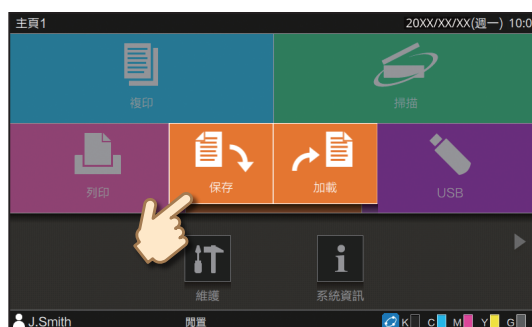 主頁1
20XX/XX/XX(週一) 10:0
複印
掃描
列印
保存
加載
USB
維護
系統資訊
J.Smith
閒置
K C M Y G